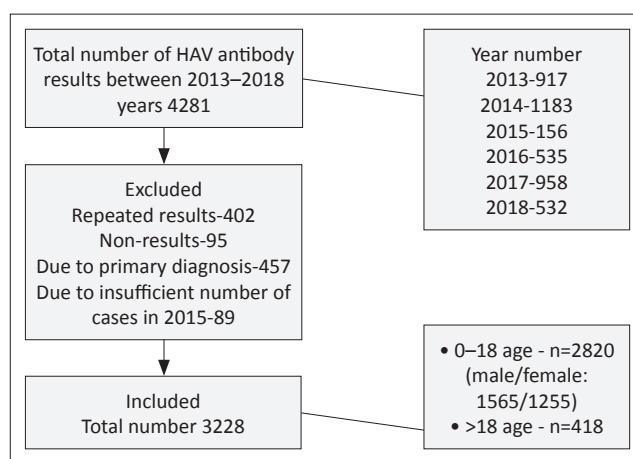 Total number of HAV antibody
results between 2013–2018
years 4281
Year number
2013-917
2014-1183
2015-156
2016-535
2017-958
2018-532
Excluded
Repeated results-402
Non-results-95
Due to primary diagnosis-457
Due to insufficient number of
cases in 2015-89
Included
Total number 3228
• 0–18 age - n=2820
(male/female:
1565/1255)
• >18 age - n=418